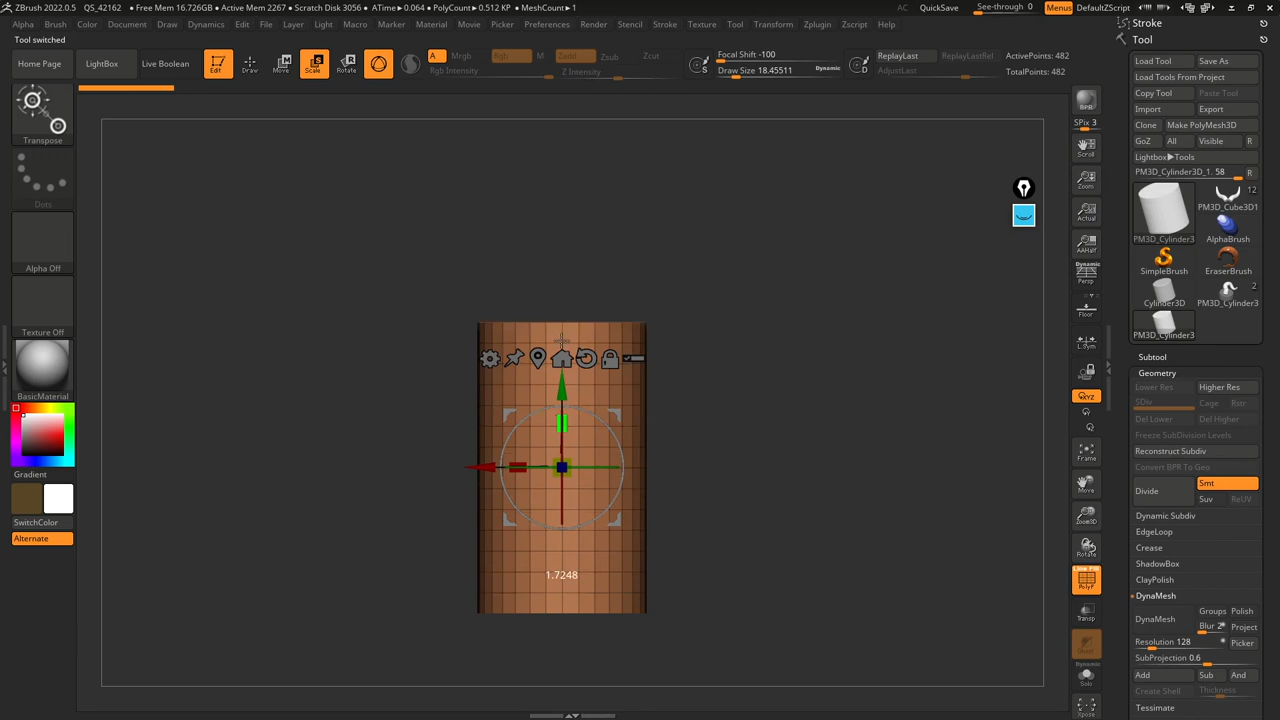 ZBrush 2022.0.5 QS_42162 • Free Mem 16.726GB • Active Mem 2267 • Scratch Disk 3056 • ATime▸0.064 • PolyCount▸0.512 KP • MeshCount▸1
AC QuickSave See-through 0 Menus DefaultZScript
Alpha Brush Color Document Draw Dynamics Edit File Layer Light Macro Marker Material Movie Picker Preferences Render Stencil Stroke Texture Tool Transform Zplugin Zscript Help
Tool switched
Home Page LightBox Live Boolean Edit Draw Move Scale Rotate
A Mrgb Rgb M Zadd Zsub Zcut
Rgb Intensity Z Intensity
Focal Shift -100
Draw Size 18.45511 Dynamic
ReplayLast ReplayLastRel ActivePoints: 482
AdjustLast TotalPoints: 482
Transpose
Dots
Alpha Off
Texture Off
BasicMaterial
Gradient
SwitchColor
Alternate
1.7248
BPR
SPix 3
Scroll
Zoom
Actual
AAHalf
Dynamic
Persp
Floor
L.Sym
XYZ
Frame
Move
Zoom3D
Rotate
Line Fill
PolyF
Transp
Ghost
Dynamic
Solo
Xpose
Stroke
Tool
Load Tool Save As
Load Tools From Project
Copy Tool Paste Tool
Import Export
Clone Make PolyMesh3D
GoZ All Visible R
Lightbox▸Tools
PM3D_Cylinder3D_1. 58 R
12
PM3D_Cylinder3 PM3D_Cube3D1
AlphaBrush
SimpleBrush EraserBrush
2
Cylinder3D PM3D_Cylinder3
PM3D_Cylinder3
Subtool
Geometry
Lower Res Higher Res
SDiv Cage Rstr
Del Lower Del Higher
Freeze SubDivision Levels
Reconstruct Subdiv
Convert BPR To Geo
Divide Smt
Suv ReUV
Dynamic Subdiv
EdgeLoop
Crease
ShadowBox
ClayPolish
DynaMesh
DynaMesh Groups Polish
Blur 2 Project
Resolution 128 Picker
SubProjection 0.6
Add Sub And
Create Shell Thickness
Tessimate